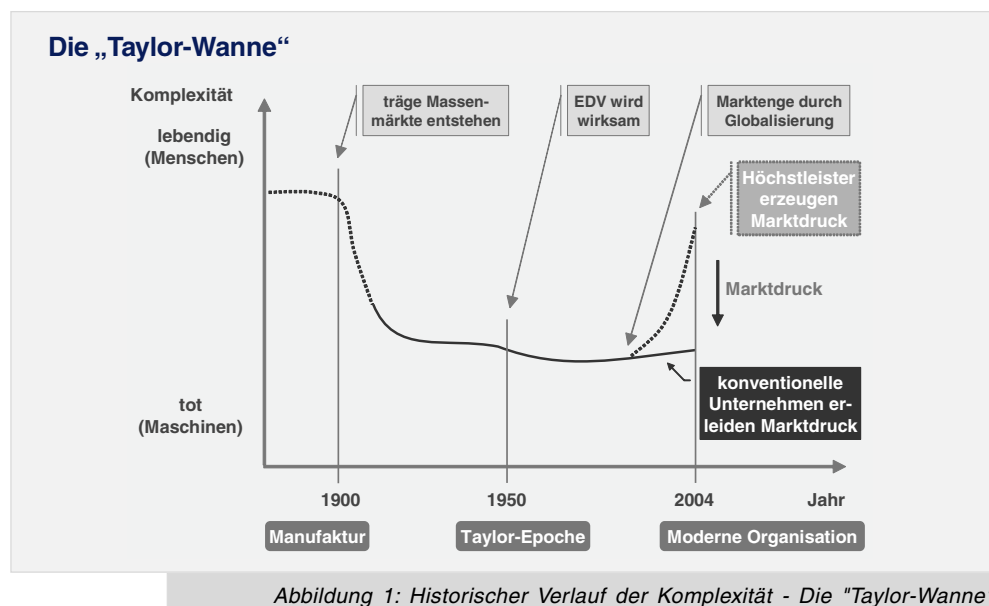 Die „Taylor-Wanne“
Komplexität
lebendig
(Menschen)
träge Massen-
märkte entstehen
EDV wird
wirksam
Marktenge durch
Globalisierung
Höchstleister
erzeugen
Marktdruck
Marktdruck
konventionelle
Unternehmen er-
leiden Marktdruck
tot
(Maschinen)
1900
1950
2004
Jahr
Manufaktur
Taylor-Epoche
Moderne Organisation
Abbildung 1: Historischer Verlauf der Komplexität - Die "Taylor-Wanne